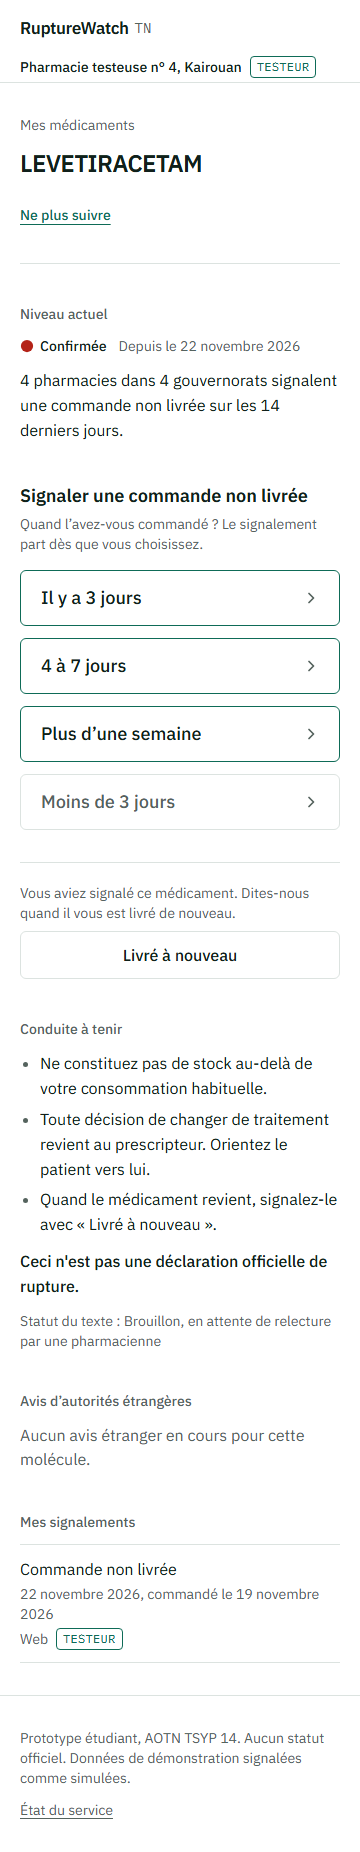 RuptureWatch TN
Pharmacie testeuse n° 4, Kairouan TESTEUR
Mes médicaments
LEVETIRACETAM
Ne plus suivre
Niveau actuel
Confirmée Depuis le 22 novembre 2026
4 pharmacies dans 4 gouvernorats signalent
une commande non livrée sur les 14
derniers jours.
Signaler une commande non livrée
Quand l’avez-vous commandé ? Le signalement
part dès que vous choisissez.
Il y a 3 jours
4 à 7 jours
Plus d’une semaine
Moins de 3 jours
Vous aviez signalé ce médicament. Dites-nous
quand il vous est livré de nouveau.
Livré à nouveau
Conduite à tenir
• Ne constituez pas de stock au-delà de
votre consommation habituelle.
• Toute décision de changer de traitement
revient au prescripteur. Orientez le
patient vers lui.
• Quand le médicament revient, signalez-le
avec « Livré à nouveau ».
Ceci n'est pas une déclaration officielle de
rupture.
Statut du texte : Brouillon, en attente de relecture
par une pharmacienne
Avis d’autorités étrangères
Aucun avis étranger en cours pour cette
molécule.
Mes signalements
Commande non livrée
22 novembre 2026, commandé le 19 novembre
2026
Web TESTEUR
Prototype étudiant, AOTN TSYP 14. Aucun statut
officiel. Données de démonstration signalées
comme simulées.
État du service